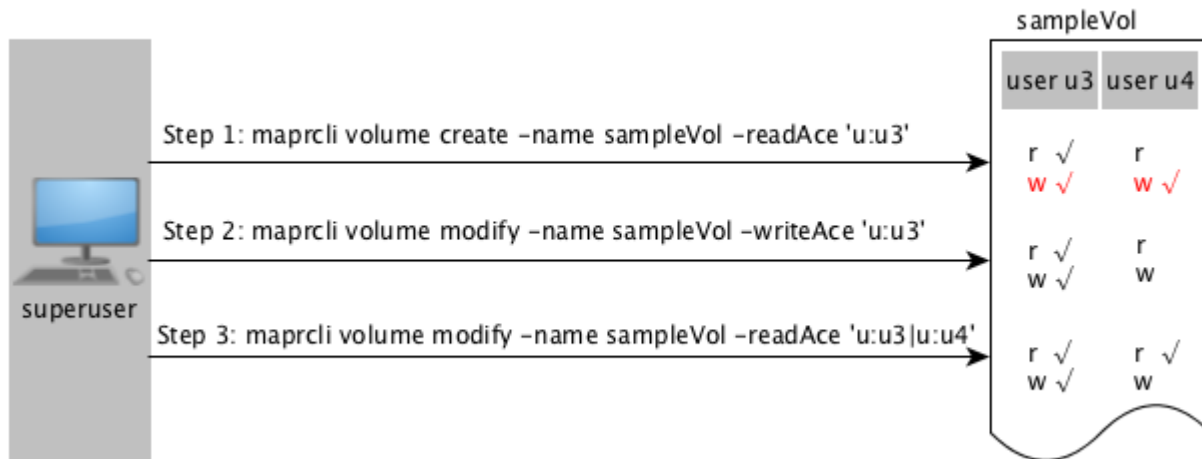 sampleVol
user u3 user u4
Step 1: maprcli volume create –name sampleVol –readAce 'u:u3'
r √ r
w √ w √
Step 2: maprcli volume modify –name sampleVol –writeAce 'u:u3'
r √ r
w √ w
superuser
Step 3: maprcli volume modify –name sampleVol –readAce 'u:u3|u:u4'
r √ r √
w √ w